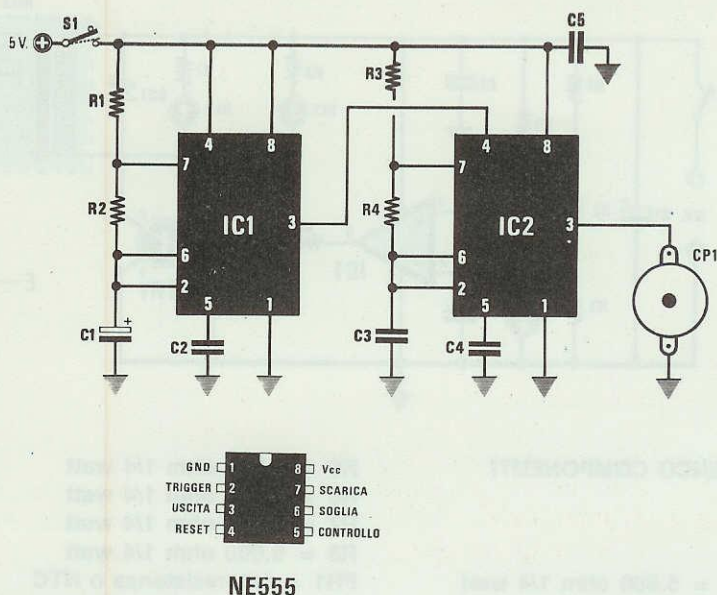 S1
5 V.
C5
R1
R3
4
8
4
8
7
7
R2
R4
IC1
3
IC2
3
CP1
6
6
2
2
5
1
5
1
+
C1
C2
C3
C4
GND 1
8 Vcc
TRIGGER 2
7 SCARICA
USCITA 3
6 SOGLIA
RESET 4
5 CONTROLLO
NE555